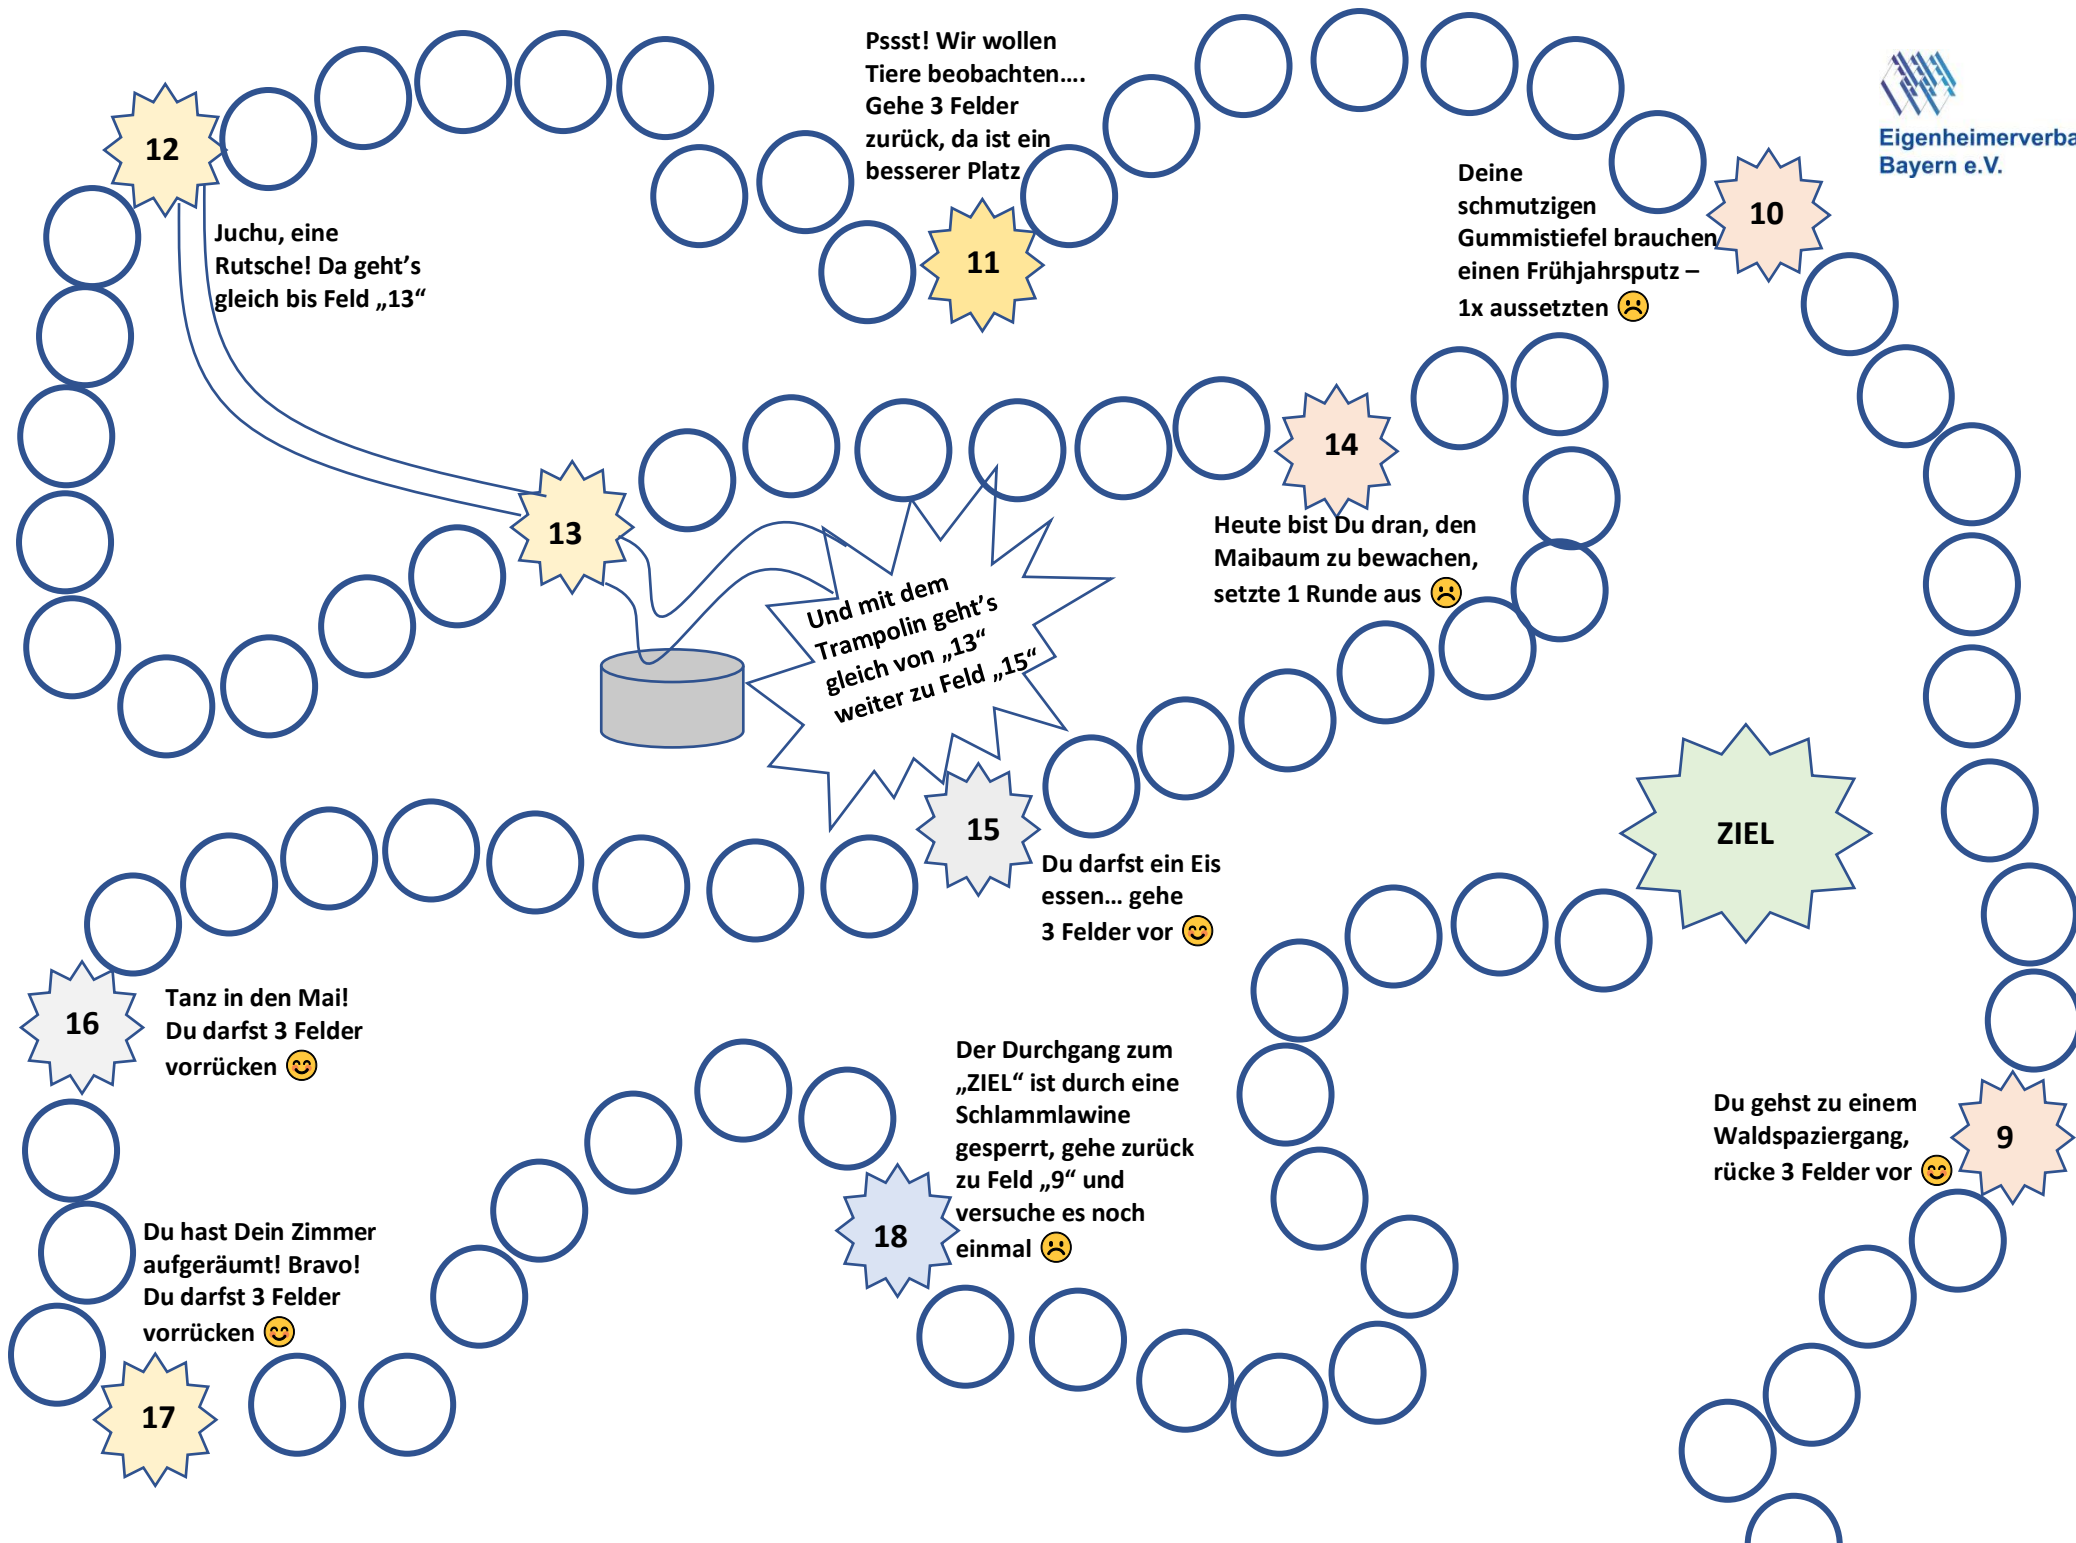 Pssst! Wir wollen
Tiere beobachten….
Gehe 3 Felder
zurück, da ist ein
besserer Platz
Eigenheimerverba
Bayern e.V.
12
Juchu, eine
Rutsche! Da geht’s
gleich bis Feld „13“
11
Deine
schmutzigen
Gummistiefel brauchen
einen Frühjahrsputz –
1x aussetzten ☹
10
13
14
Heute bist Du dran, den
Maibaum zu bewachen,
setzte 1 Runde aus ☹
Und mit dem
Trampolin geht’s
gleich von „13“
weiter zu Feld „15“
15
Du darfst ein Eis
essen… gehe
3 Felder vor 😊
ZIEL
16
Tanz in den Mai!
Du darfst 3 Felder
vorrücken 😊
Der Durchgang zum
„ZIEL“ ist durch eine
Schlammlawine
gesperrt, gehe zurück
zu Feld „9“ und
versuche es noch
einmal ☹
18
Du gehst zu einem
Waldspaziergang,
rücke 3 Felder vor 😊
9
Du hast Dein Zimmer
aufgeräumt! Bravo!
Du darfst 3 Felder
vorrücken 😊
17